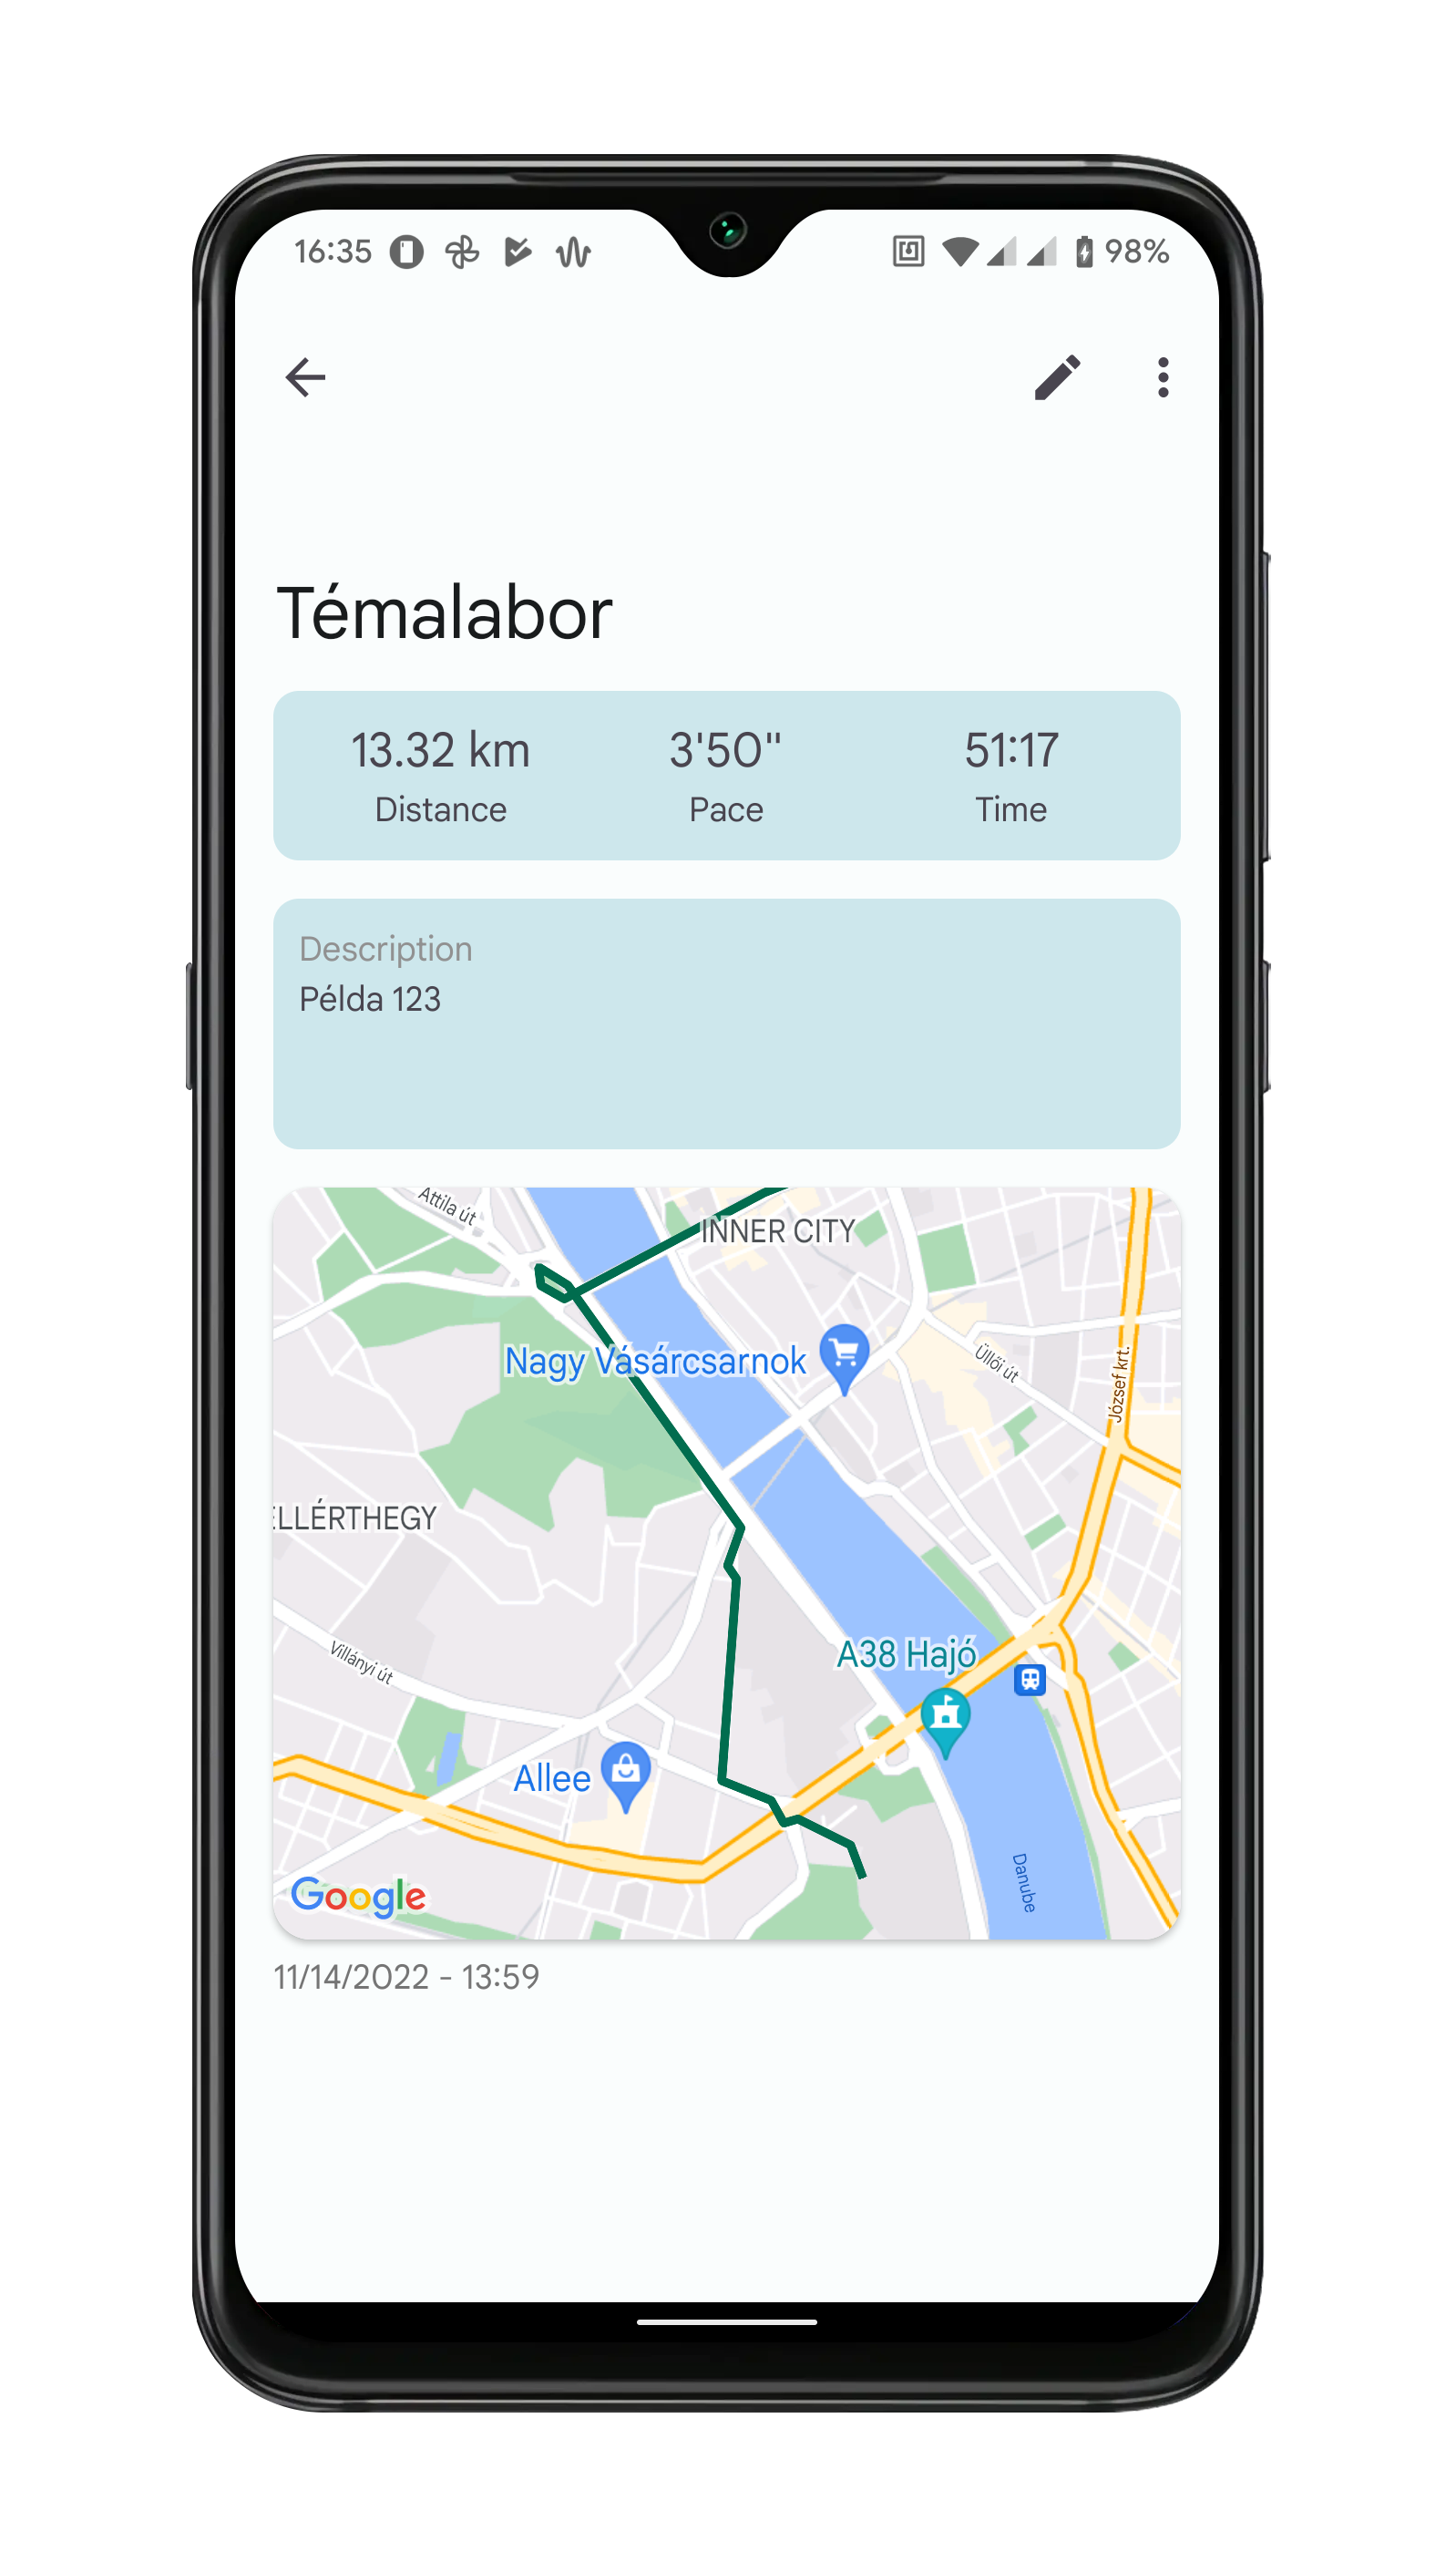 16:35 98%
Témalabor
13.32 km 3'50" 51:17
Distance Pace Time
Description
Példa 123
Attila út
INNER CITY
Nagy Vásárcsarnok
Üllői út
József krt.
ELLÉRTHEGY
A38 Hajó
Villányi út
Allee
Danube
Google
11/14/2022 - 13:59